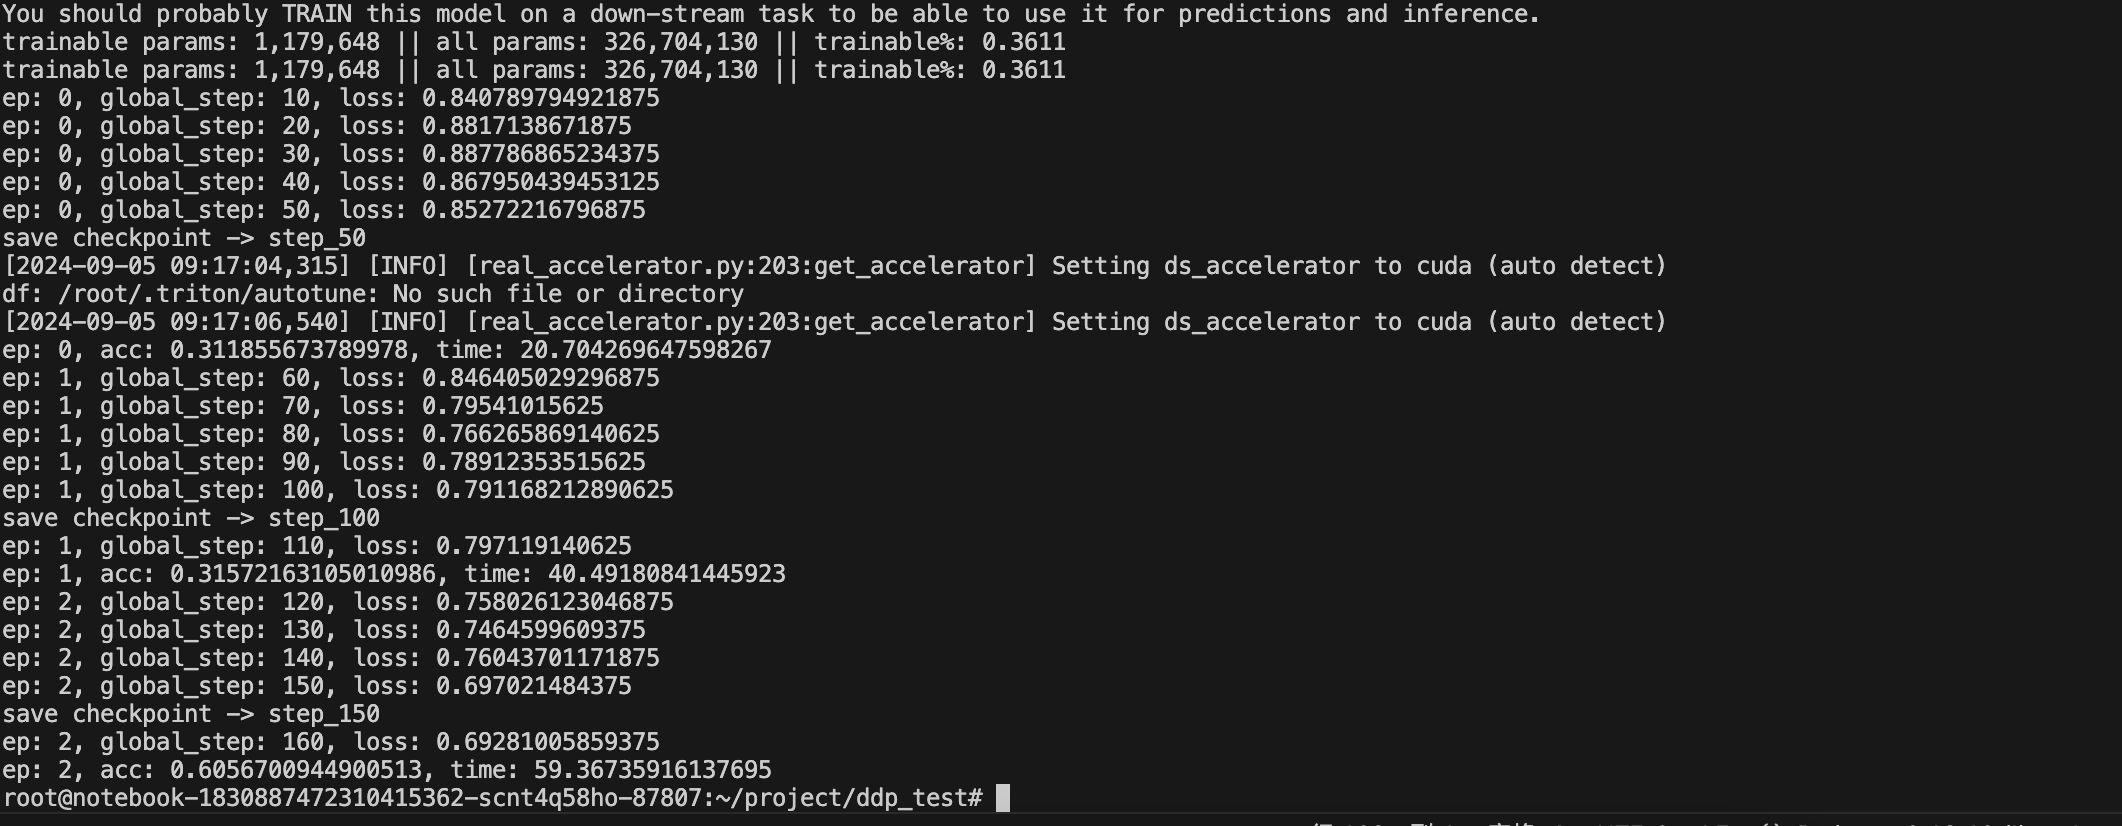 You should probably TRAIN this model on a down-stream task to be able to use it for predictions and inference.
trainable params: 1,179,648 || all params: 326,704,130 || trainable%: 0.3611
trainable params: 1,179,648 || all params: 326,704,130 || trainable%: 0.3611
ep: 0, global_step: 10, loss: 0.840789794921875
ep: 0, global_step: 20, loss: 0.8817138671875
ep: 0, global_step: 30, loss: 0.887786865234375
ep: 0, global_step: 40, loss: 0.867950439453125
ep: 0, global_step: 50, loss: 0.85272216796875
save checkpoint -> step_50
[2024-09-05 09:17:04,315] [INFO] [real_accelerator.py:203:get_accelerator] Setting ds_accelerator to cuda (auto detect)
df: /root/.triton/autotune: No such file or directory
[2024-09-05 09:17:06,540] [INFO] [real_accelerator.py:203:get_accelerator] Setting ds_accelerator to cuda (auto detect)
ep: 0, acc: 0.311855673789978, time: 20.704269647598267
ep: 1, global_step: 60, loss: 0.846405029296875
ep: 1, global_step: 70, loss: 0.79541015625
ep: 1, global_step: 80, loss: 0.766265869140625
ep: 1, global_step: 90, loss: 0.78912353515625
ep: 1, global_step: 100, loss: 0.791168212890625
save checkpoint -> step_100
ep: 1, global_step: 110, loss: 0.797119140625
ep: 1, acc: 0.31572163105010986, time: 40.49180841445923
ep: 2, global_step: 120, loss: 0.758026123046875
ep: 2, global_step: 130, loss: 0.7464599609375
ep: 2, global_step: 140, loss: 0.76043701171875
ep: 2, global_step: 150, loss: 0.697021484375
save checkpoint -> step_150
ep: 2, global_step: 160, loss: 0.69281005859375
ep: 2, acc: 0.6056700944900513, time: 59.36735916137695
root@notebook-1830887472310415362-scnt4q58ho-87807:~/project/ddp_test#